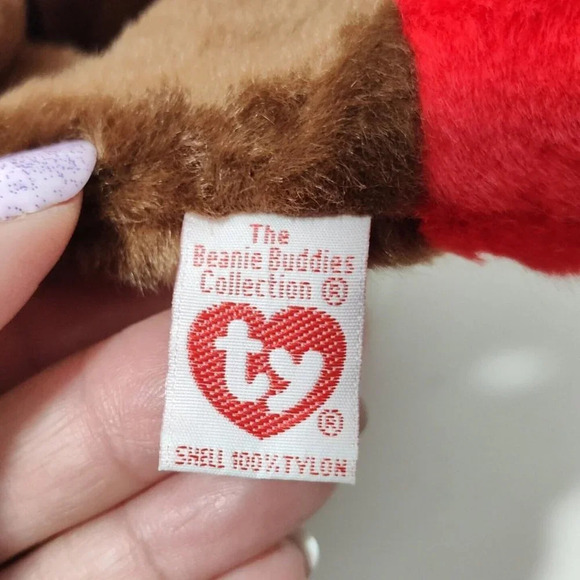 The
Beanie Buddies
Collection ®
ty
®
SHELL 100% TYLON